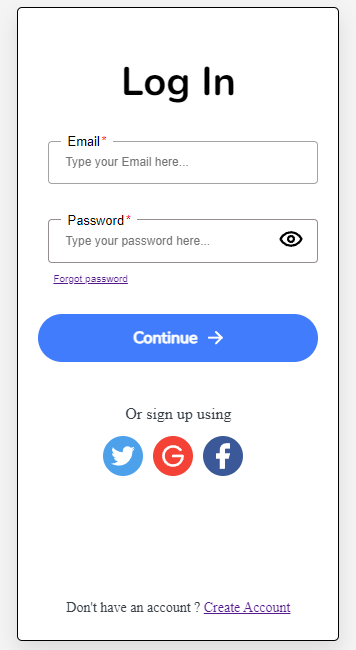 Log In
Email*
Type your Email here...
Password*
Type your password here...
Forgot password
Continue →
Or sign up using
Don't have an account ? Create Account